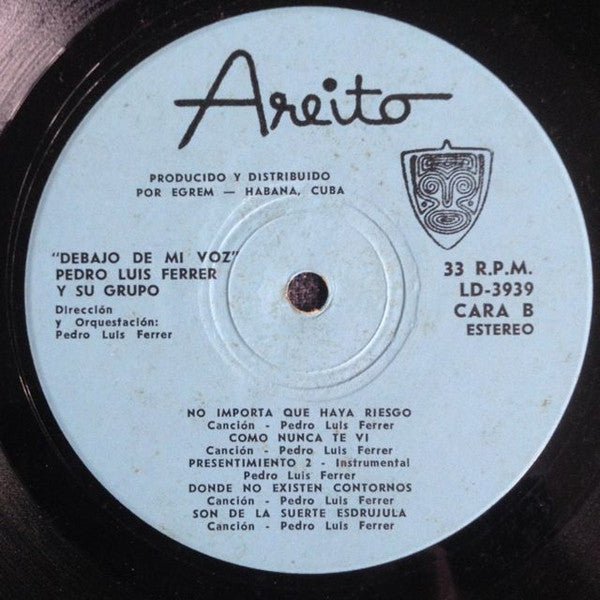 Areito
PRODUCIDO Y DISTRIBUIDO
POR EGREM — HABANA, CUBA
"DEBAJO DE MI VOZ"
PEDRO LUIS FERRER
Y SU GRUPO
Dirección
y Orquestación:
Pedro Luis Ferrer
33 R.P.M.
LD-3939
CARA B
ESTEREO
NO IMPORTA QUE HAYA RIESGO
Canción - Pedro Luis Ferrer
COMO NUNCA TE VI
Canción - Pedro Luis Ferrer
PRESENTIMIENTO 2 - Instrumental
Pedro Luis Ferrer
DONDE NO EXISTEN CONTORNOS
Canción - Pedro Luis Ferrer
SON DE LA SUERTE ESDRUJULA
Canción - Pedro Luis Ferrer